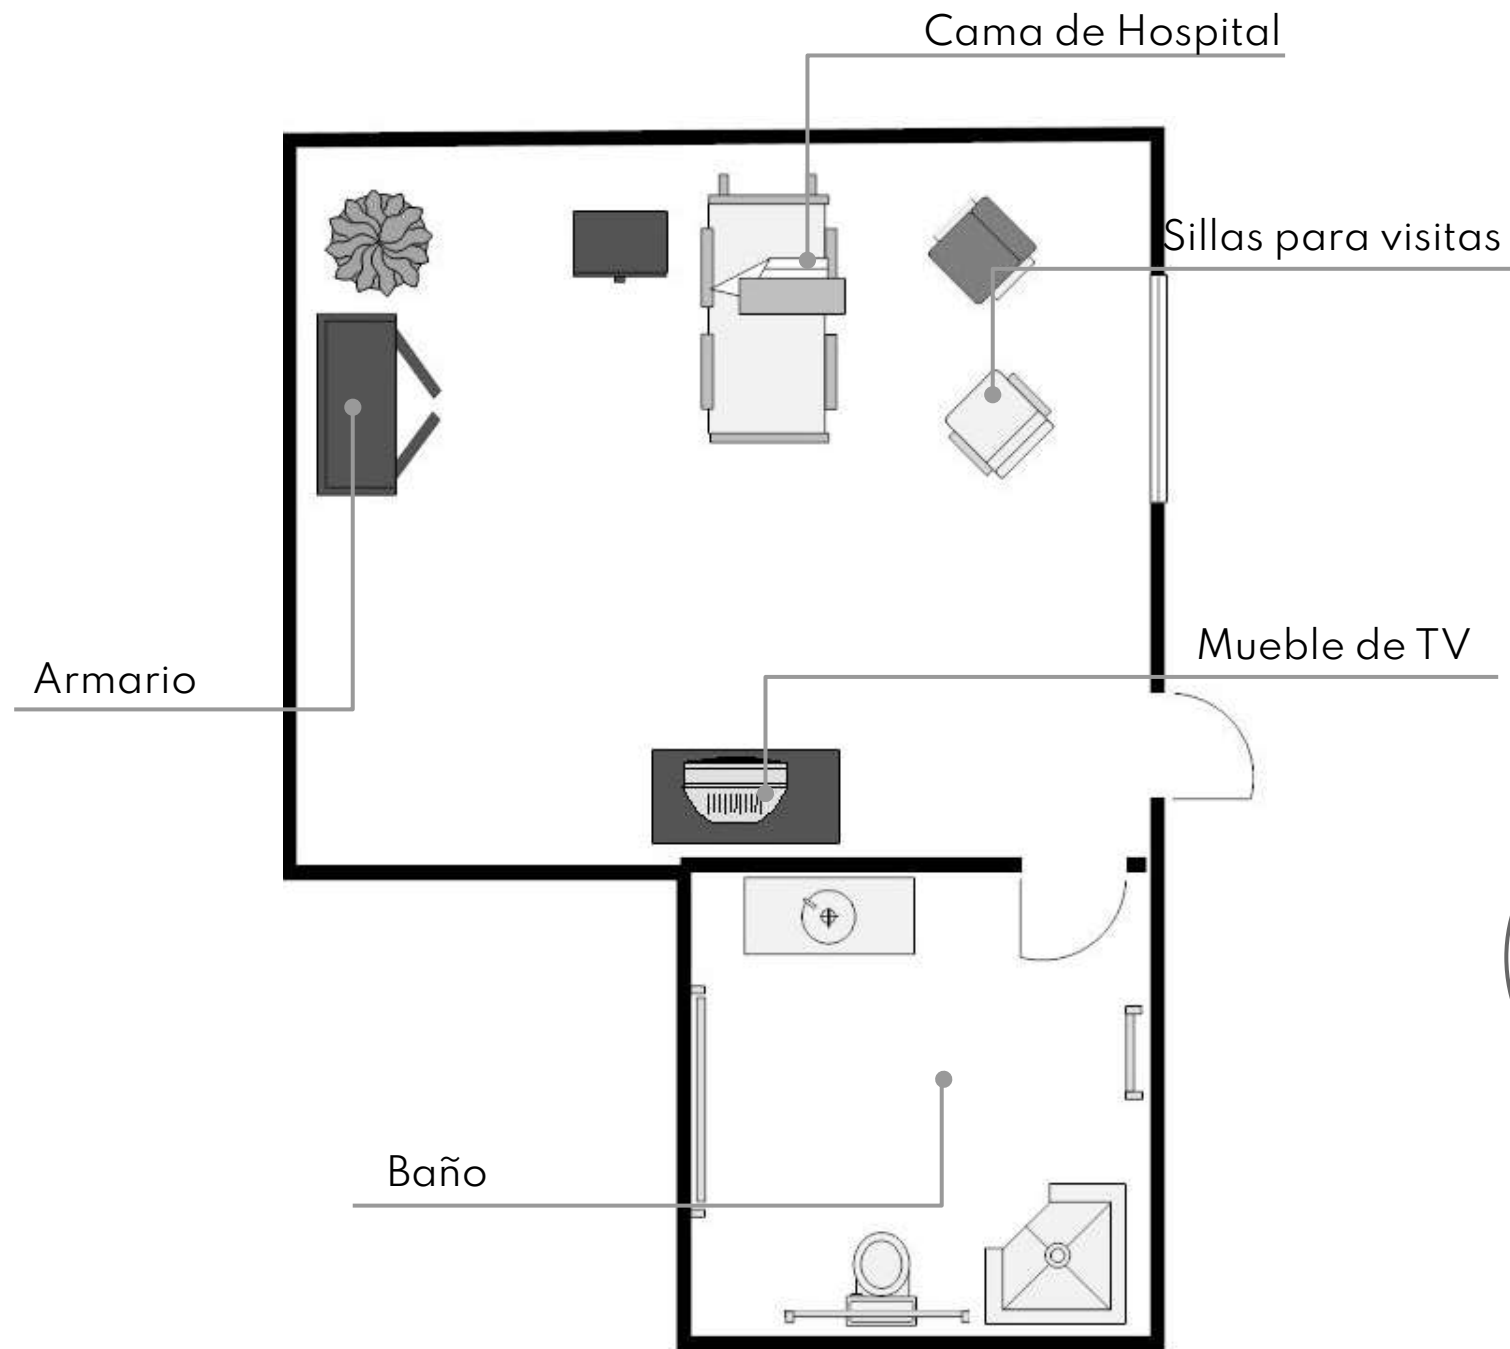 Cama de Hospital
Sillas para visitas
Mueble de TV
Armario
Baño